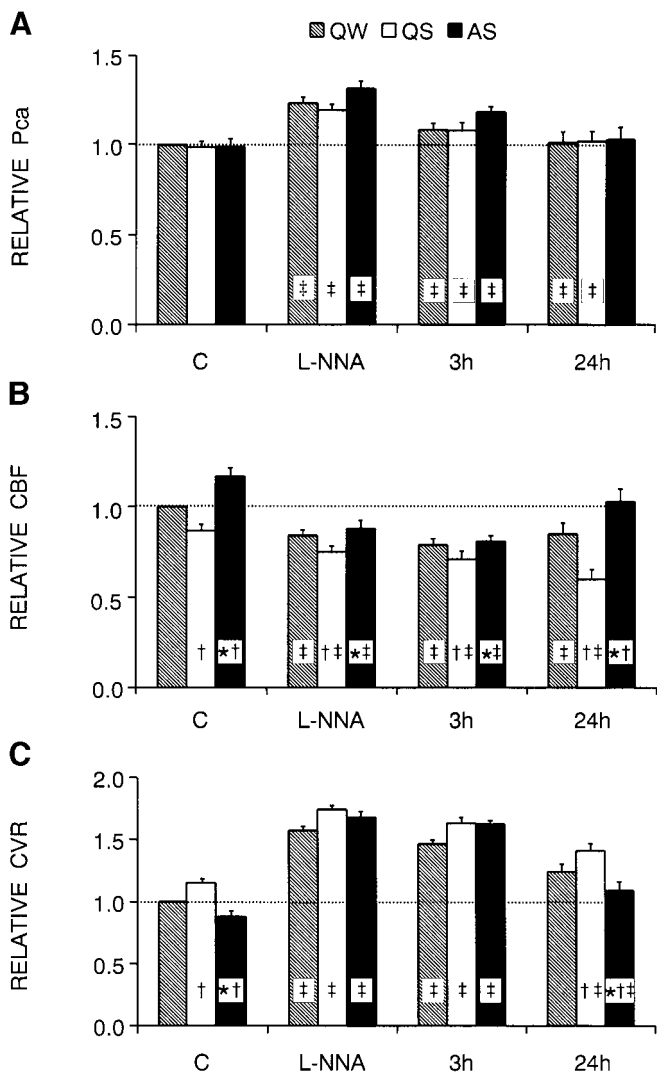 A
QW QS AS
RELATIVE Pca
1.5
1.0
0.5
0.0
‡ ‡ ‡ ‡ ‡ ‡ ‡ ‡
C L-NNA 3h 24h
B
RELATIVE CBF
1.5
1.0
0.5
0.0
† *† ‡ †‡ *‡ ‡ †‡ *‡ ‡ †‡ *†
C L-NNA 3h 24h
C
RELATIVE CVR
2.0
1.5
1.0
0.5
0.0
† *† ‡ ‡ ‡ ‡ ‡ ‡ †‡ *†‡
C L-NNA 3h 24h